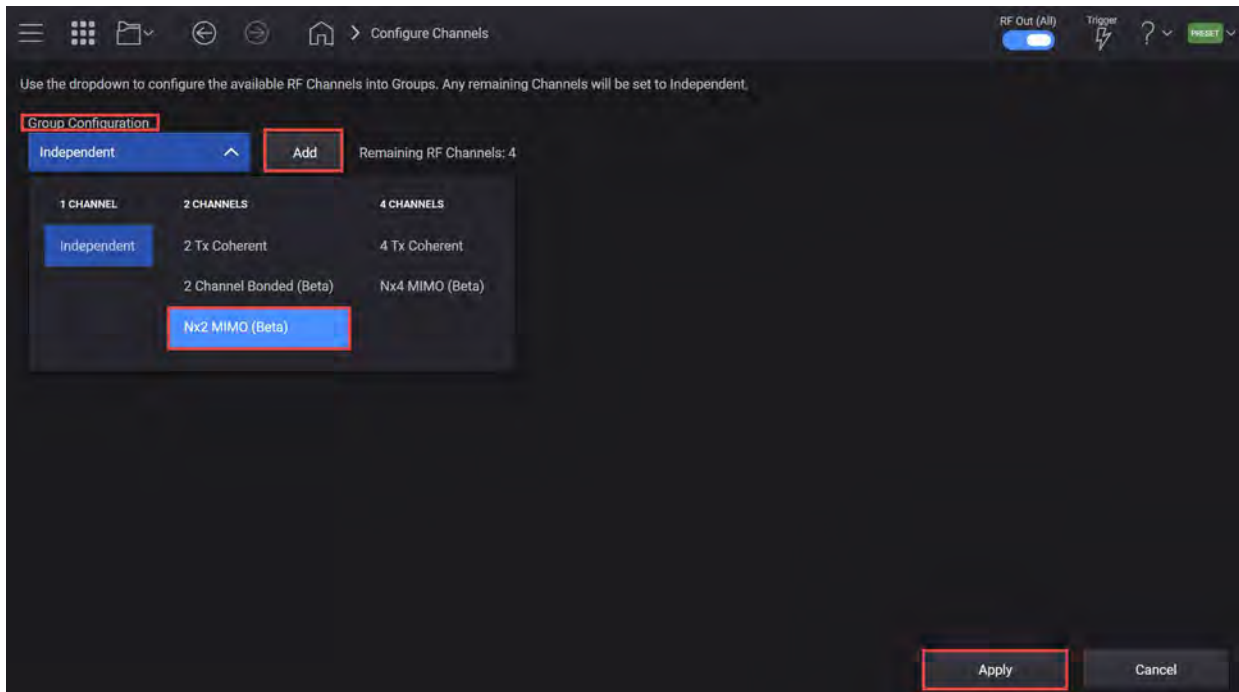 RF Out (All)
Trigger
Configure Channels
?
PRESET
Use the dropdown to configure the available RF Channels into Groups. Any remaining Channels will be set to Independent.
Group Configuration
Independent
Add
Remaining RF Channels: 4
1 CHANNEL
2 CHANNELS
4 CHANNELS
Independent
2 Tx Coherent
4 Tx Coherent
2 Channel Bonded (Beta)
Nx4 MIMO (Beta)
Nx2 MIMO (Beta)
Apply
Cancel